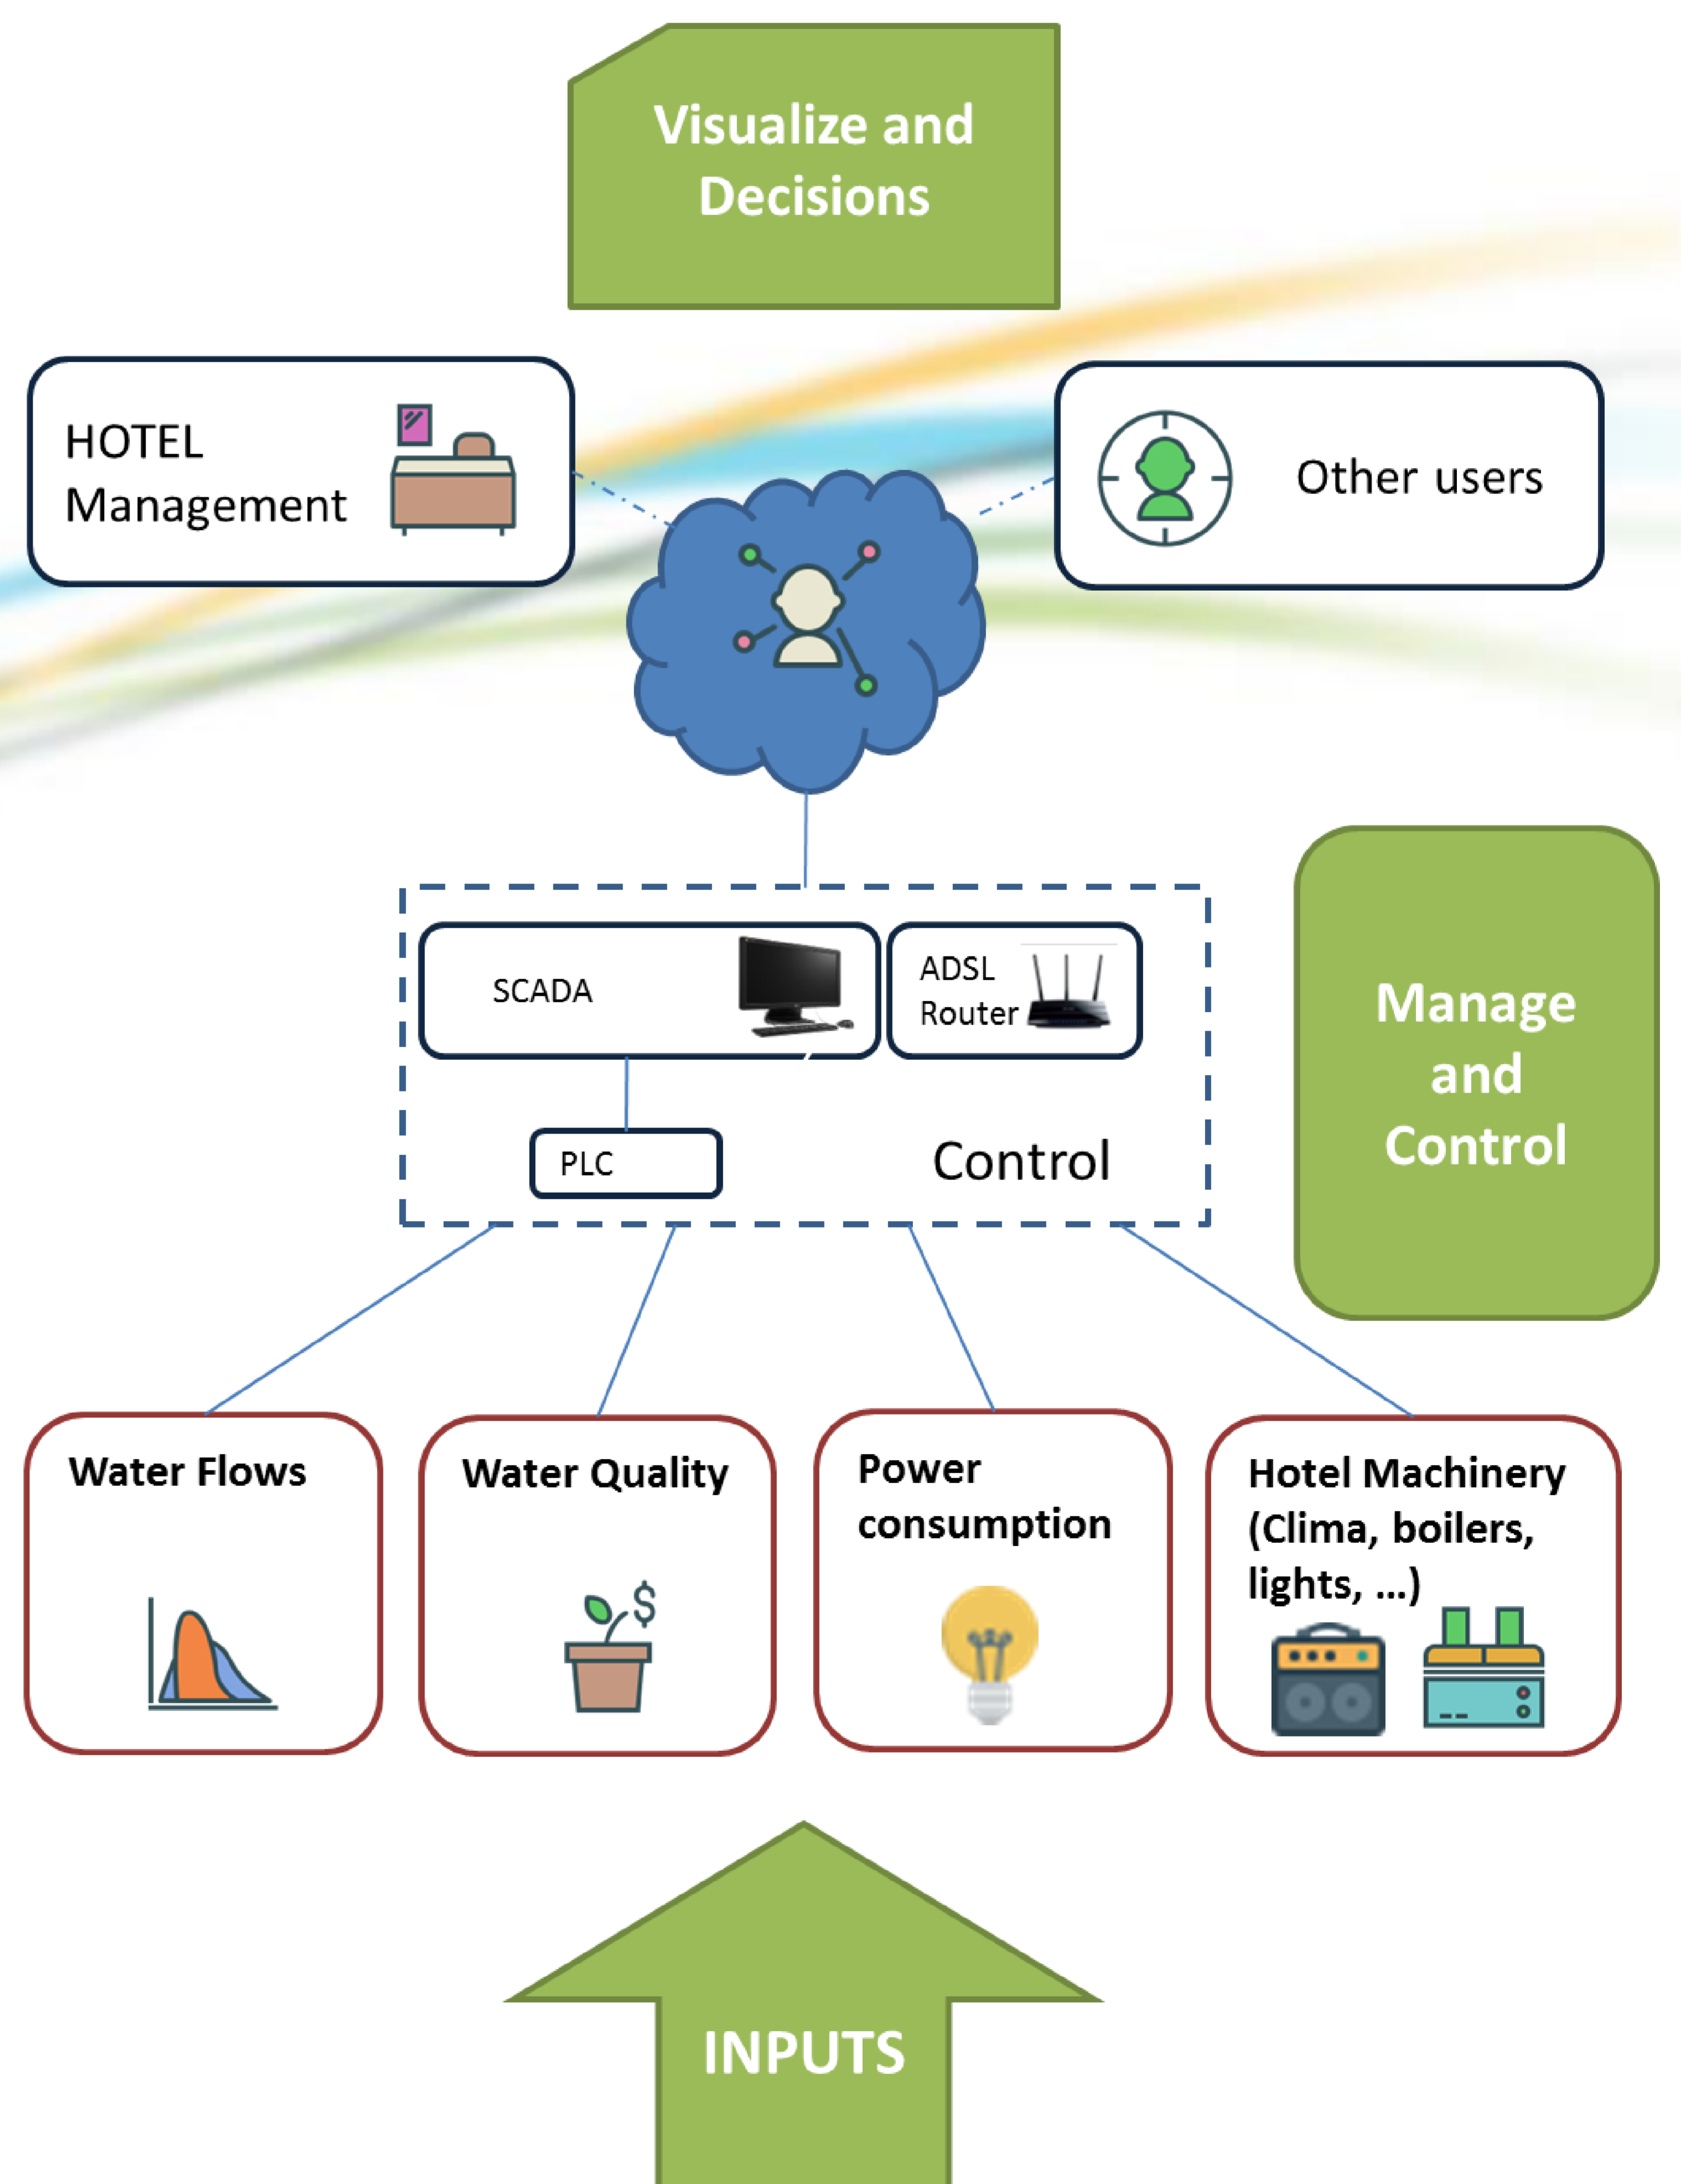 Visualize and
Decisions
HOTEL
Management
Other users
SCADA
ADSL
Router
PLC
Control
Manage
and
Control
Water Flows
Water Quality
Power
consumption
Hotel Machinery
(Clima, boilers,
lights, ...)
$
INPUTS